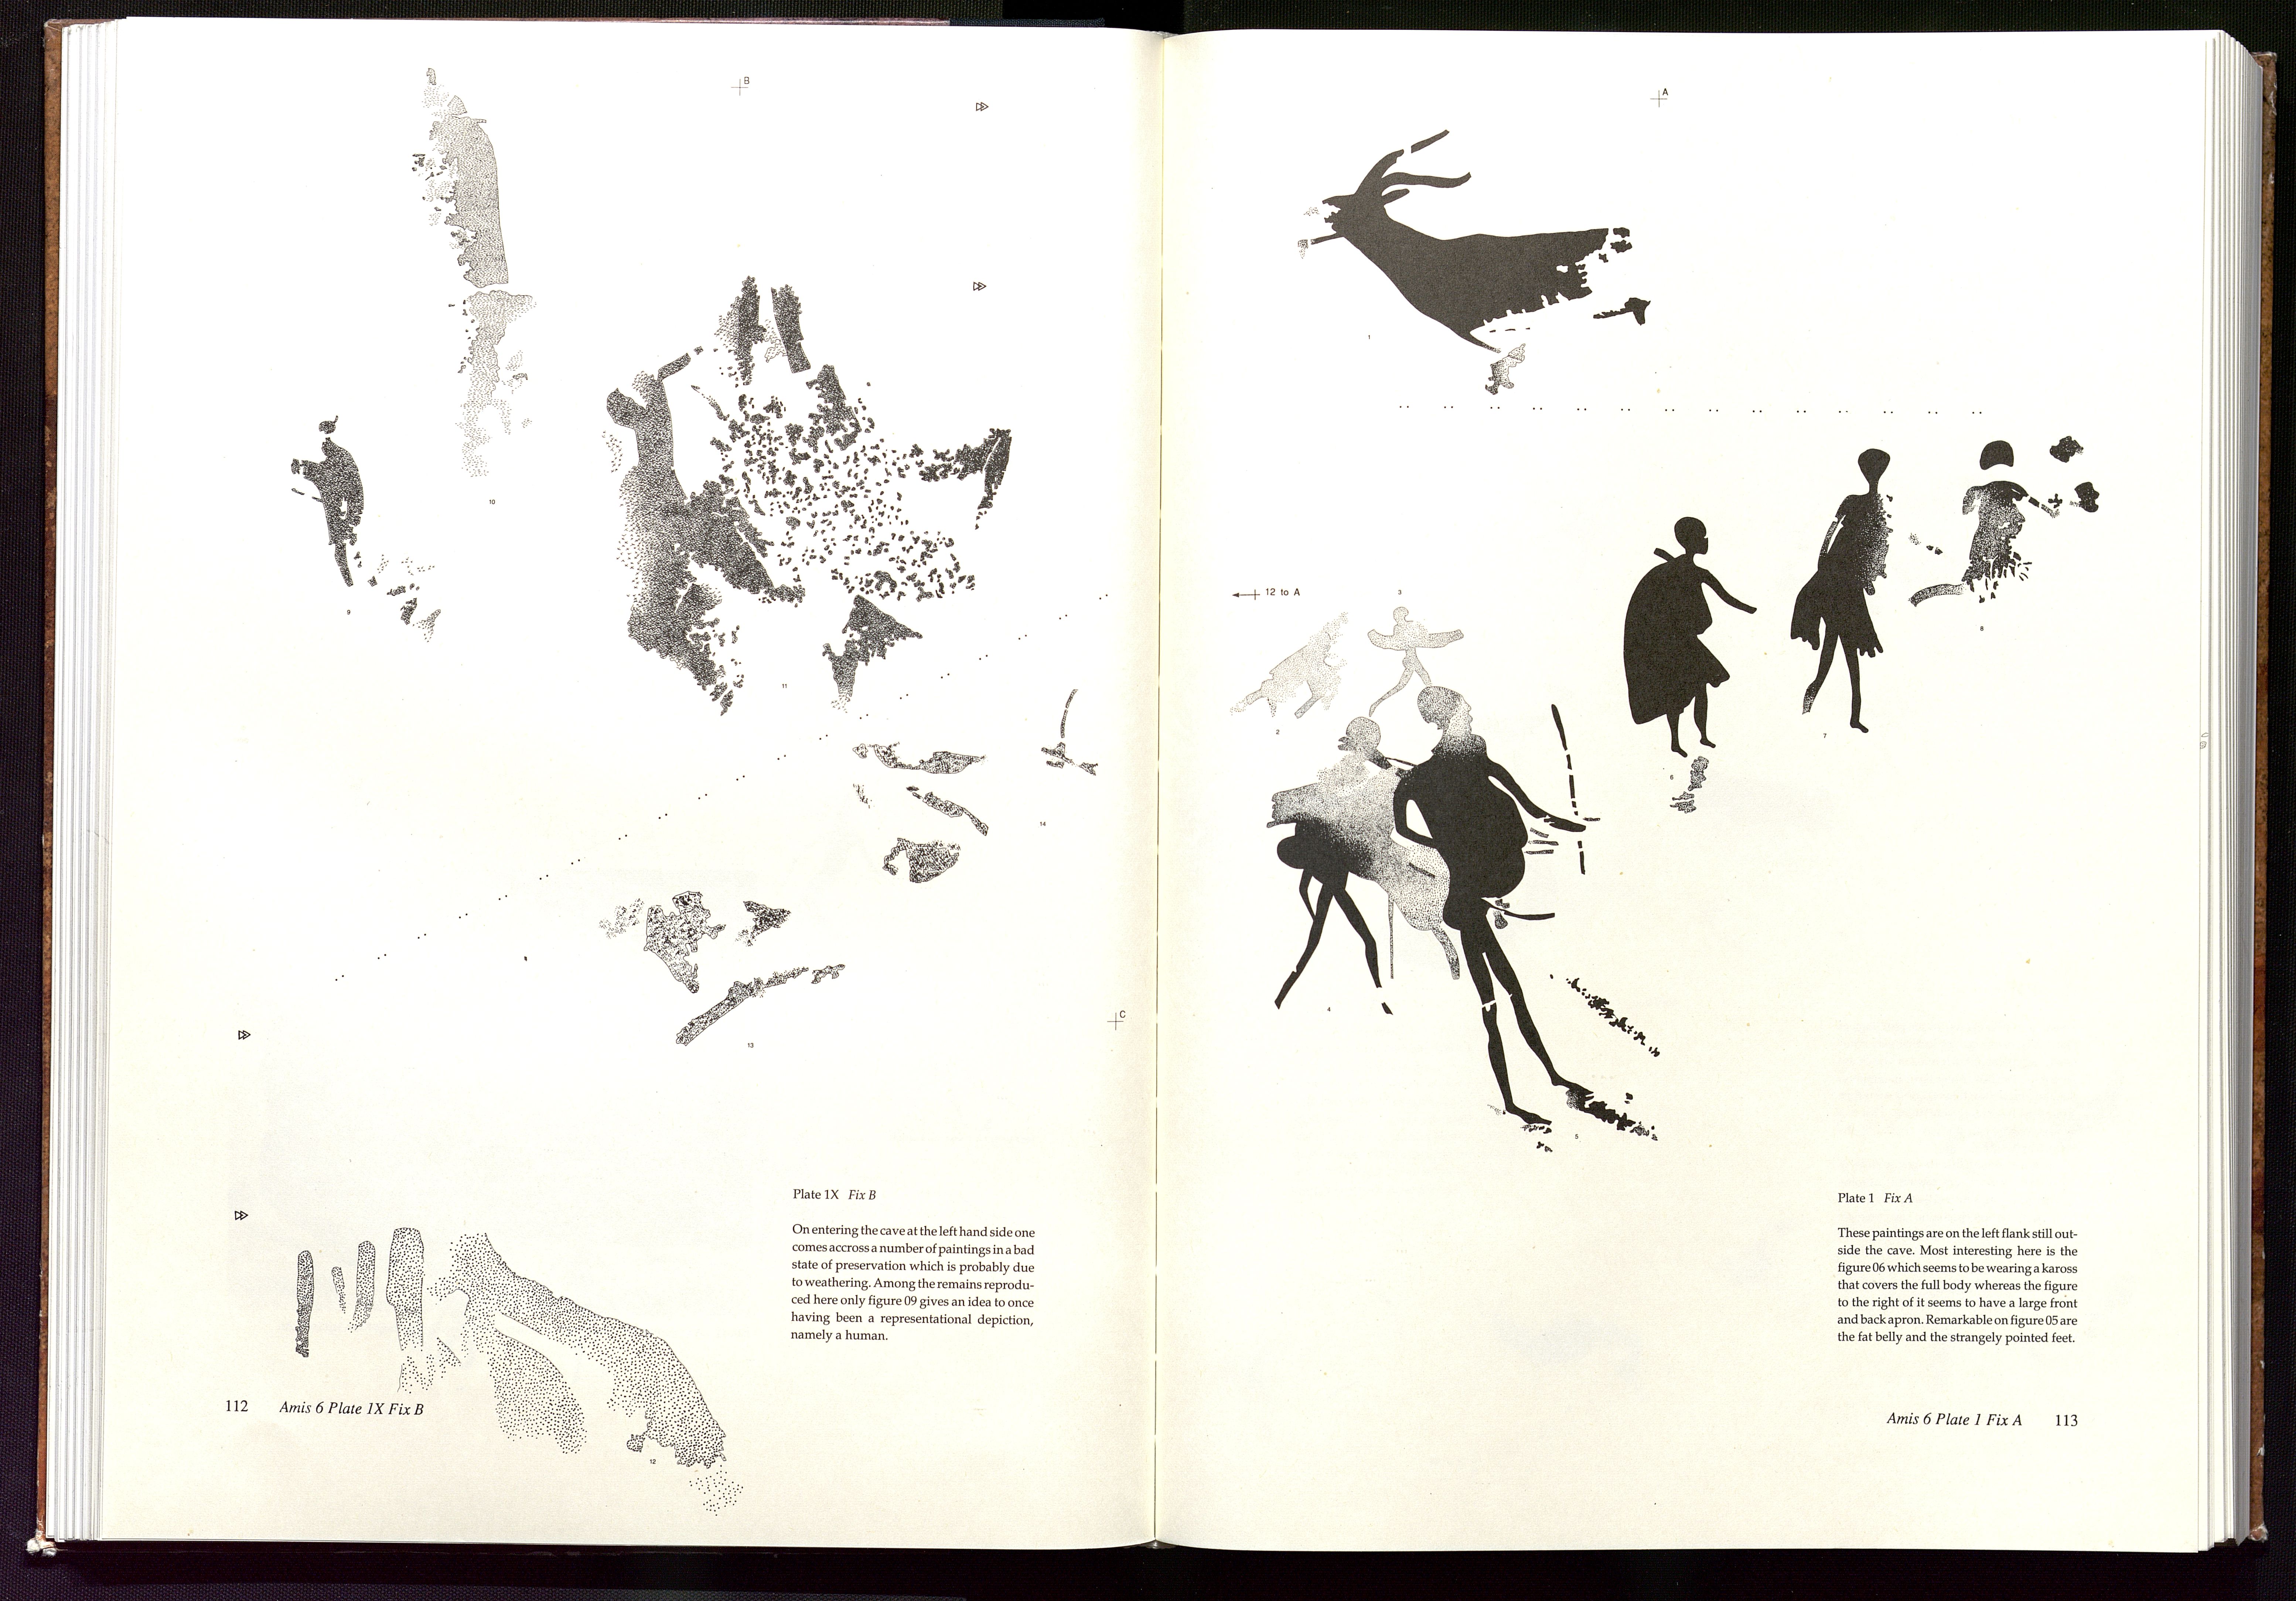 B
10
9
11
14
13
C
Plate 1X Fix B
On entering the cave at the left hand side one
comes accross a number of paintings in a bad
state of preservation which is probably due
to weathering. Among the remains reprodu-
ced here only figure 09 gives an idea to once
having been a representational depiction,
namely a human.
12
112 Amis 6 Plate 1X Fix B
A
1
12 to A
3
2
8
7
6
4
5
Plate 1 Fix A
These paintings are on the left flank still out-
side the cave. Most interesting here is the
figure 06 which seems to be wearing a kaross
that covers the full body whereas the figure
to the right of it seems to have a large front
and back apron. Remarkable on figure 05 are
the fat belly and the strangely pointed feet.
Amis 6 Plate 1 Fix A 113